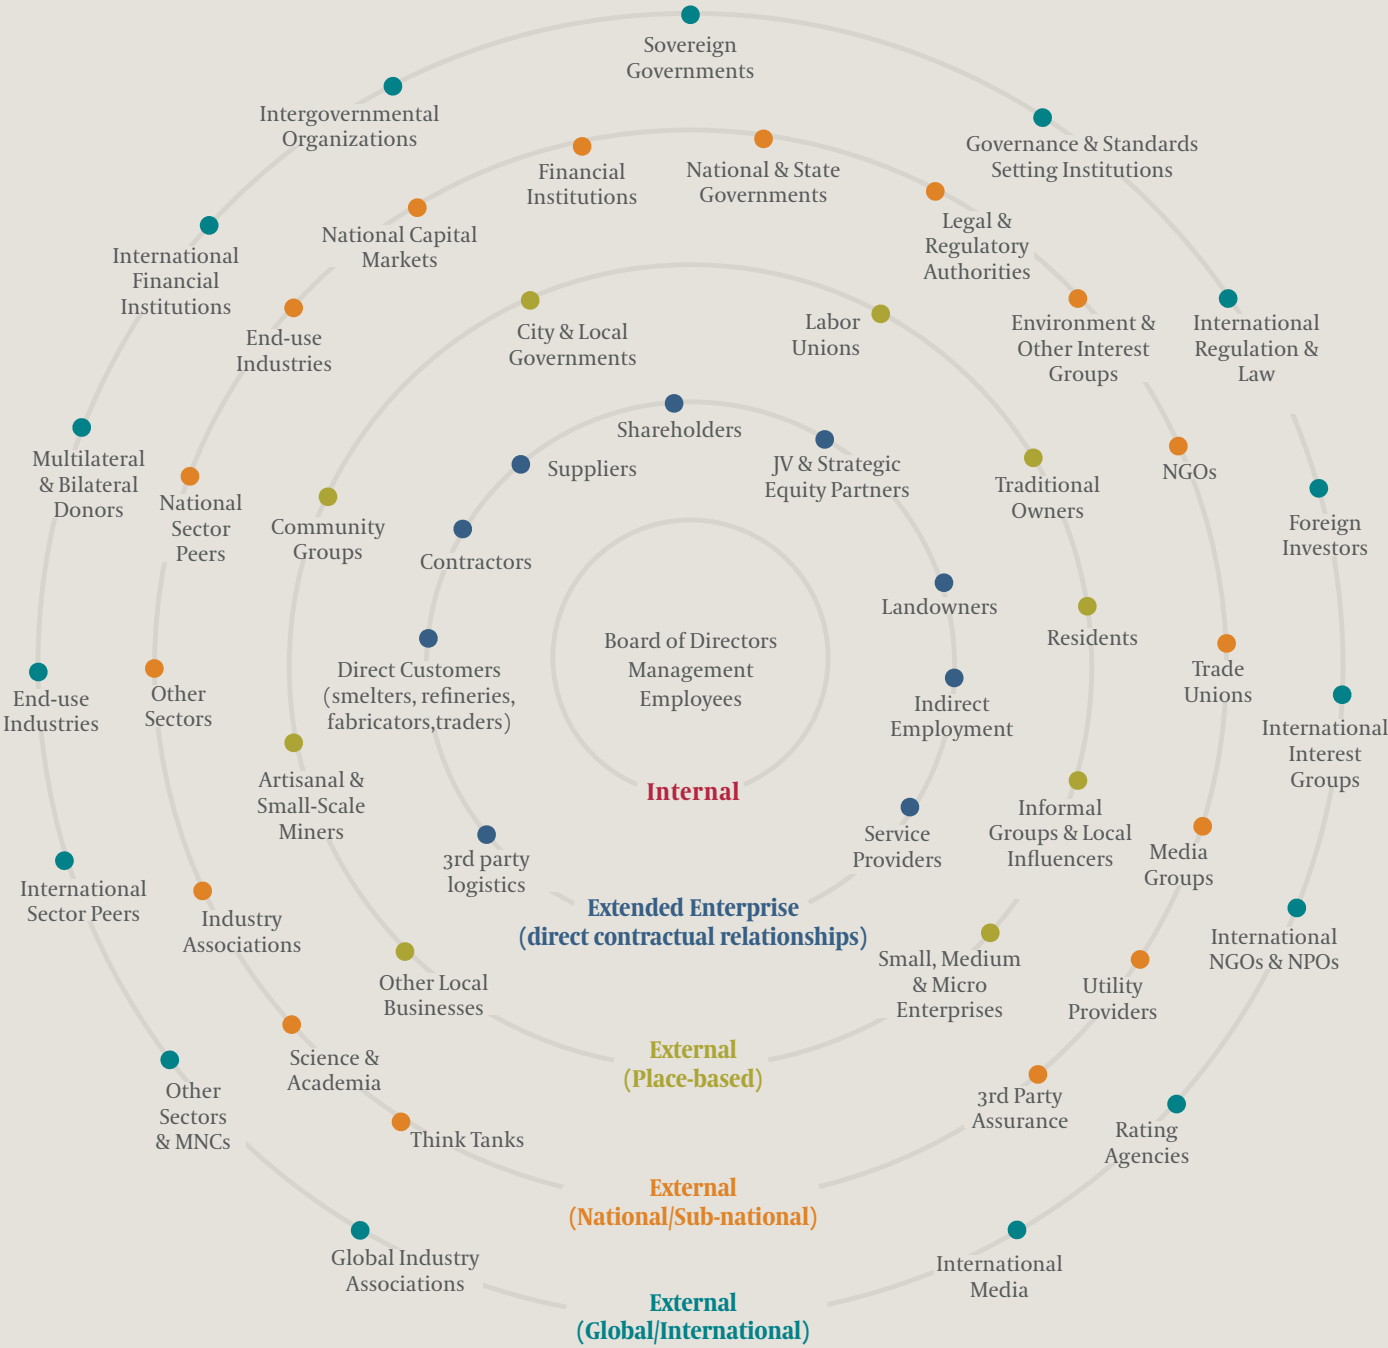 Sovereign
Governments
Intergovernmental
Organizations
Governance & Standards
Setting Institutions
Financial
Institutions
National & State
Governments
National Capital
Markets
Legal &
Regulatory
Authorities
International
Financial
Institutions
End-use
Industries
City & Local
Governments
Labor
Unions
Environment &
Other Interest
Groups
International
Regulation &
Law
Shareholders
Suppliers
JV & Strategic
Equity Partners
Multilateral
& Bilateral
Donors
National
Sector
Peers
Community
Groups
Contractors
Traditional
Owners
NGOs
Foreign
Investors
Landowners
Residents
Board of Directors
Management
Employees
Direct Customers
(smelters, refineries,
fabricators,traders)
Indirect
Employment
Trade
Unions
End-use
Industries
Other
Sectors
International
Interest
Groups
Artisanal &
Small-Scale
Miners
Internal
Informal
Groups & Local
Influencers
Service
Providers
Media
Groups
3rd party
logistics
International
Sector Peers
Industry
Associations
Extended Enterprise
(direct contractual relationships)
International
NGOs & NPOs
Small, Medium
& Micro
Enterprises
Utility
Providers
Other Local
Businesses
External
(Place-based)
Science &
Academia
Other
Sectors
& MNCs
3rd Party
Assurance
Rating
Agencies
Think Tanks
External
(National/Sub-national)
Global Industry
Associations
International
Media
External
(Global/International)